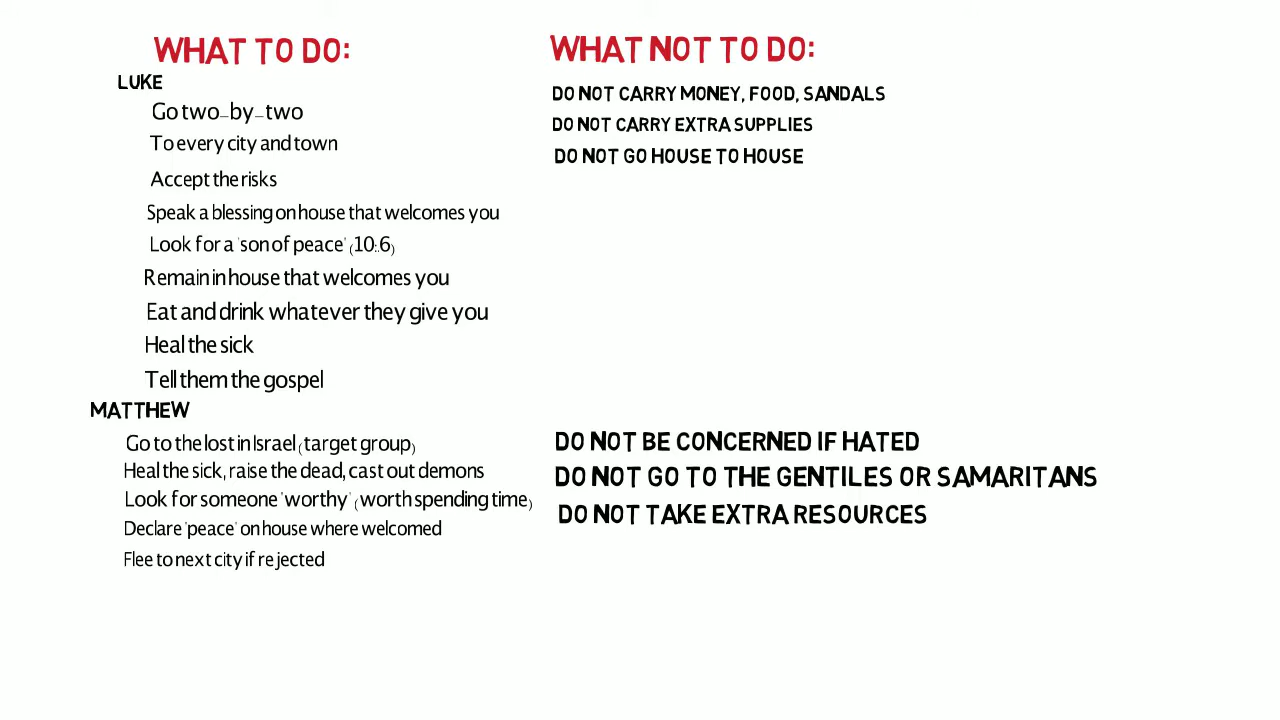 WHAT TO DO:
LUKE
Go two-by-two
To every city and town
Accept the risks
Speak a blessing on house that welcomes you
Look for a 'son of peace' (10:6)
Remain in house that welcomes you
Eat and drink whatever they give you
Heal the sick
Tell them the gospel
MATTHEW
Go to the lost in Israel (target group)
Heal the sick, raise the dead, cast out demons
Look for someone 'worthy' (worth spending time)
Declare 'peace' on house where welcomed
Flee to next city if rejected
WHAT NOT TO DO:
DO NOT CARRY MONEY, FOOD, SANDALS
DO NOT CARRY EXTRA SUPPLIES
DO NOT GO HOUSE TO HOUSE
DO NOT BE CONCERNED IF HATED
DO NOT GO TO THE GENTILES OR SAMARITANS
DO NOT TAKE EXTRA RESOURCES